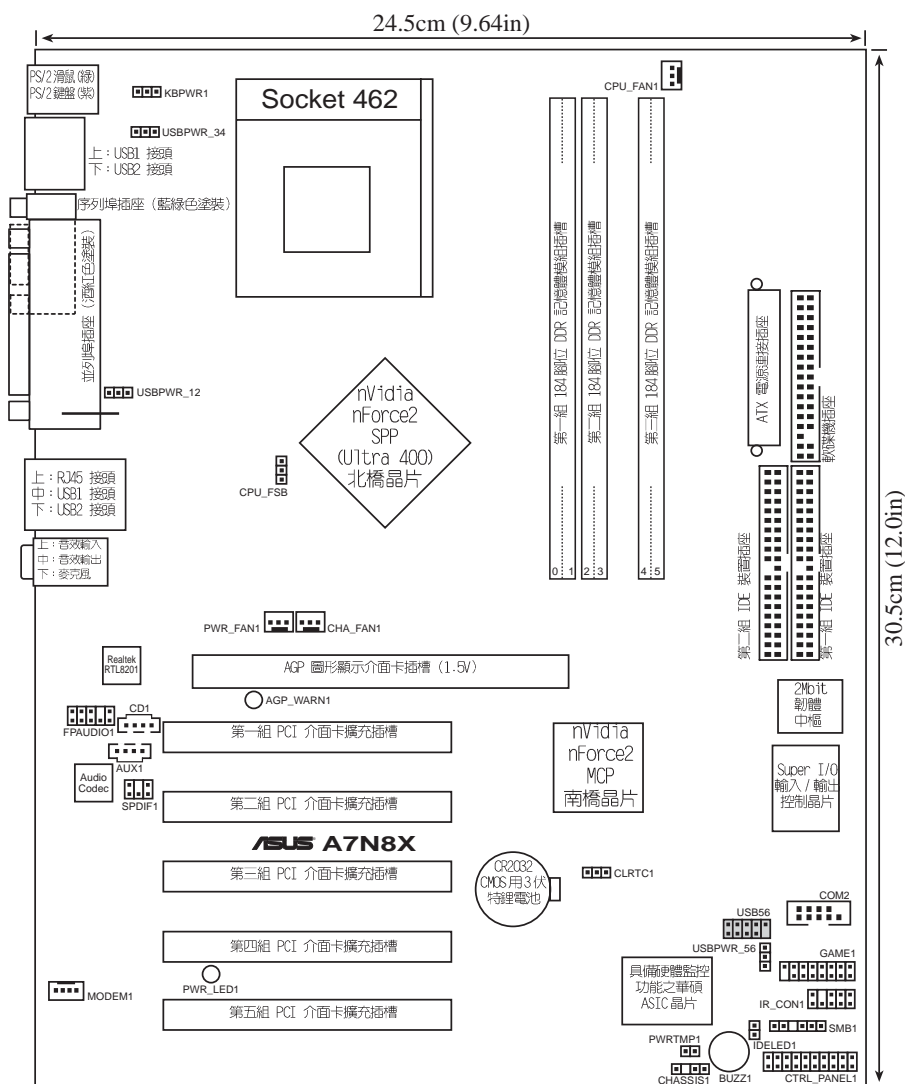 24.5cm (9.64in)
PS/2滑鼠(綠)
PS/2鍵盤(紫)
KBPWR1
Socket 462
CPU_FAN1
USBPWR_34
上：USB1 接頭
下：USB2 接頭
序列埠插座（藍綠色塗裝）
並列埠插座（酒紅色塗裝）
USBPWR_12
第一組 184腳位 DDR 記憶體模組插槽
第二組 184腳位 DDR 記憶體模組插槽
第三組 184腳位 DDR 記憶體模組插槽
ATX 電源連接插座
軟碟機插座
nVidia
nForce2
SPP
(Ultra 400)
北橋晶片
CPU_FSB
上：RJ45 接頭
中：USB1 接頭
下：USB2 接頭
上：音效輸入
中：音效輸出
下：麥克風
0 1 2 3 4 5
第二組 IDE 裝置插座
第一組 IDE 裝置插座
30.5cm (12.0in)
PWR_FAN1
CHA_FAN1
Realtek
RTL8201
AGP 圖形顯示介面卡插槽 (1.5V)
AGP_WARN1
2Mbit
韌體
中樞
CD1
FPAUDIO1
第一組 PCI 介面卡擴充插槽
nVidia
nForce2
MCP
南橋晶片
AUX1
Audio
Codec
SPDIF1
Super I/O
輸入/輸出
控制晶片
第二組 PCI 介面卡擴充插槽
ASUS A7N8X
第三組 PCI 介面卡擴充插槽
CR2032
CMOS用3伏
特鋰電池
CLRTC1
COM2
USB56
第四組 PCI 介面卡擴充插槽
USBPWR_56
GAME1
PWR_LED1
MODEM1
具備硬體監控
功能之華碩
ASIC晶片
IR_CON1
第五組 PCI 介面卡擴充插槽
SMB1
PWRTMP1
IDELED1
CHASSIS1
BUZZ1
CTRL_PANEL1